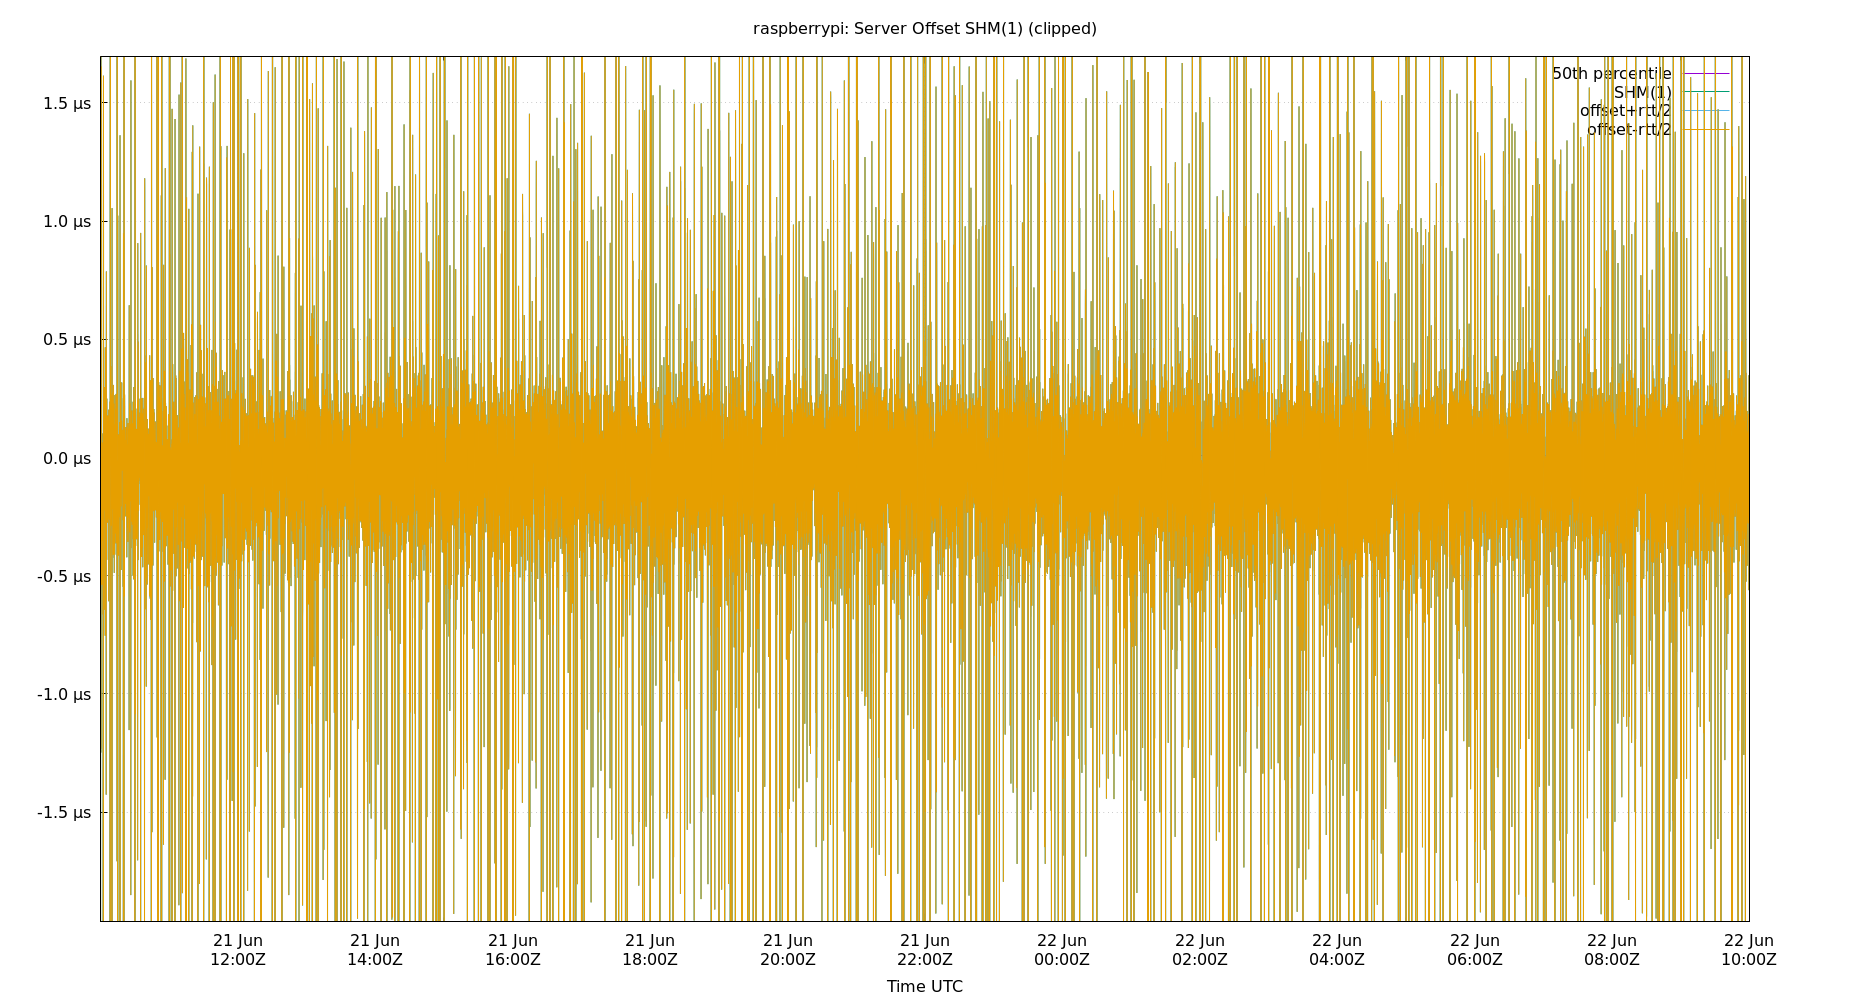 raspberrypi: Server Offset SHM(1) (clipped)
50th percentile
SHM(1)
offset+rtt/2
offset-rtt/2
1.5 µs
1.0 µs
0.5 µs
0.0 µs
-0.5 µs
-1.0 µs
-1.5 µs
21 Jun 21 Jun 21 Jun 21 Jun 21 Jun 21 Jun 22 Jun 22 Jun 22 Jun 22 Jun 22 Jun 22 Jun
12:00Z 14:00Z 16:00Z 18:00Z 20:00Z 22:00Z 00:00Z 02:00Z 04:00Z 06:00Z 08:00Z 10:00Z
Time UTC